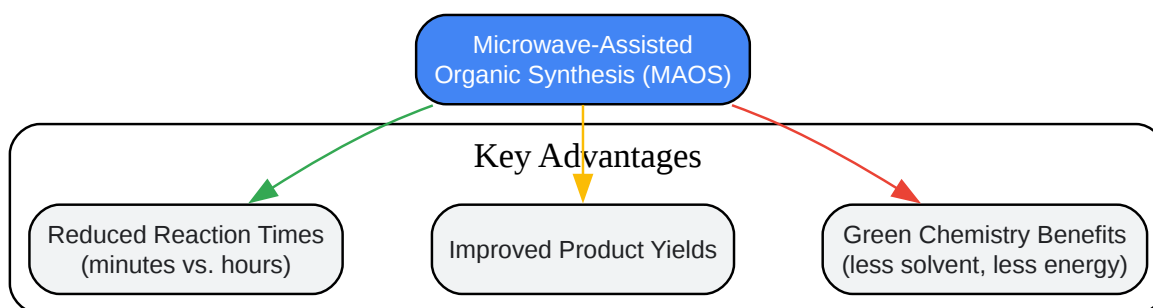 Microwave-Assisted
Organic Synthesis (MAOS)
Key Advantages
Reduced Reaction Times
(minutes vs. hours)
Improved Product Yields
Green Chemistry Benefits
(less solvent, less energy)